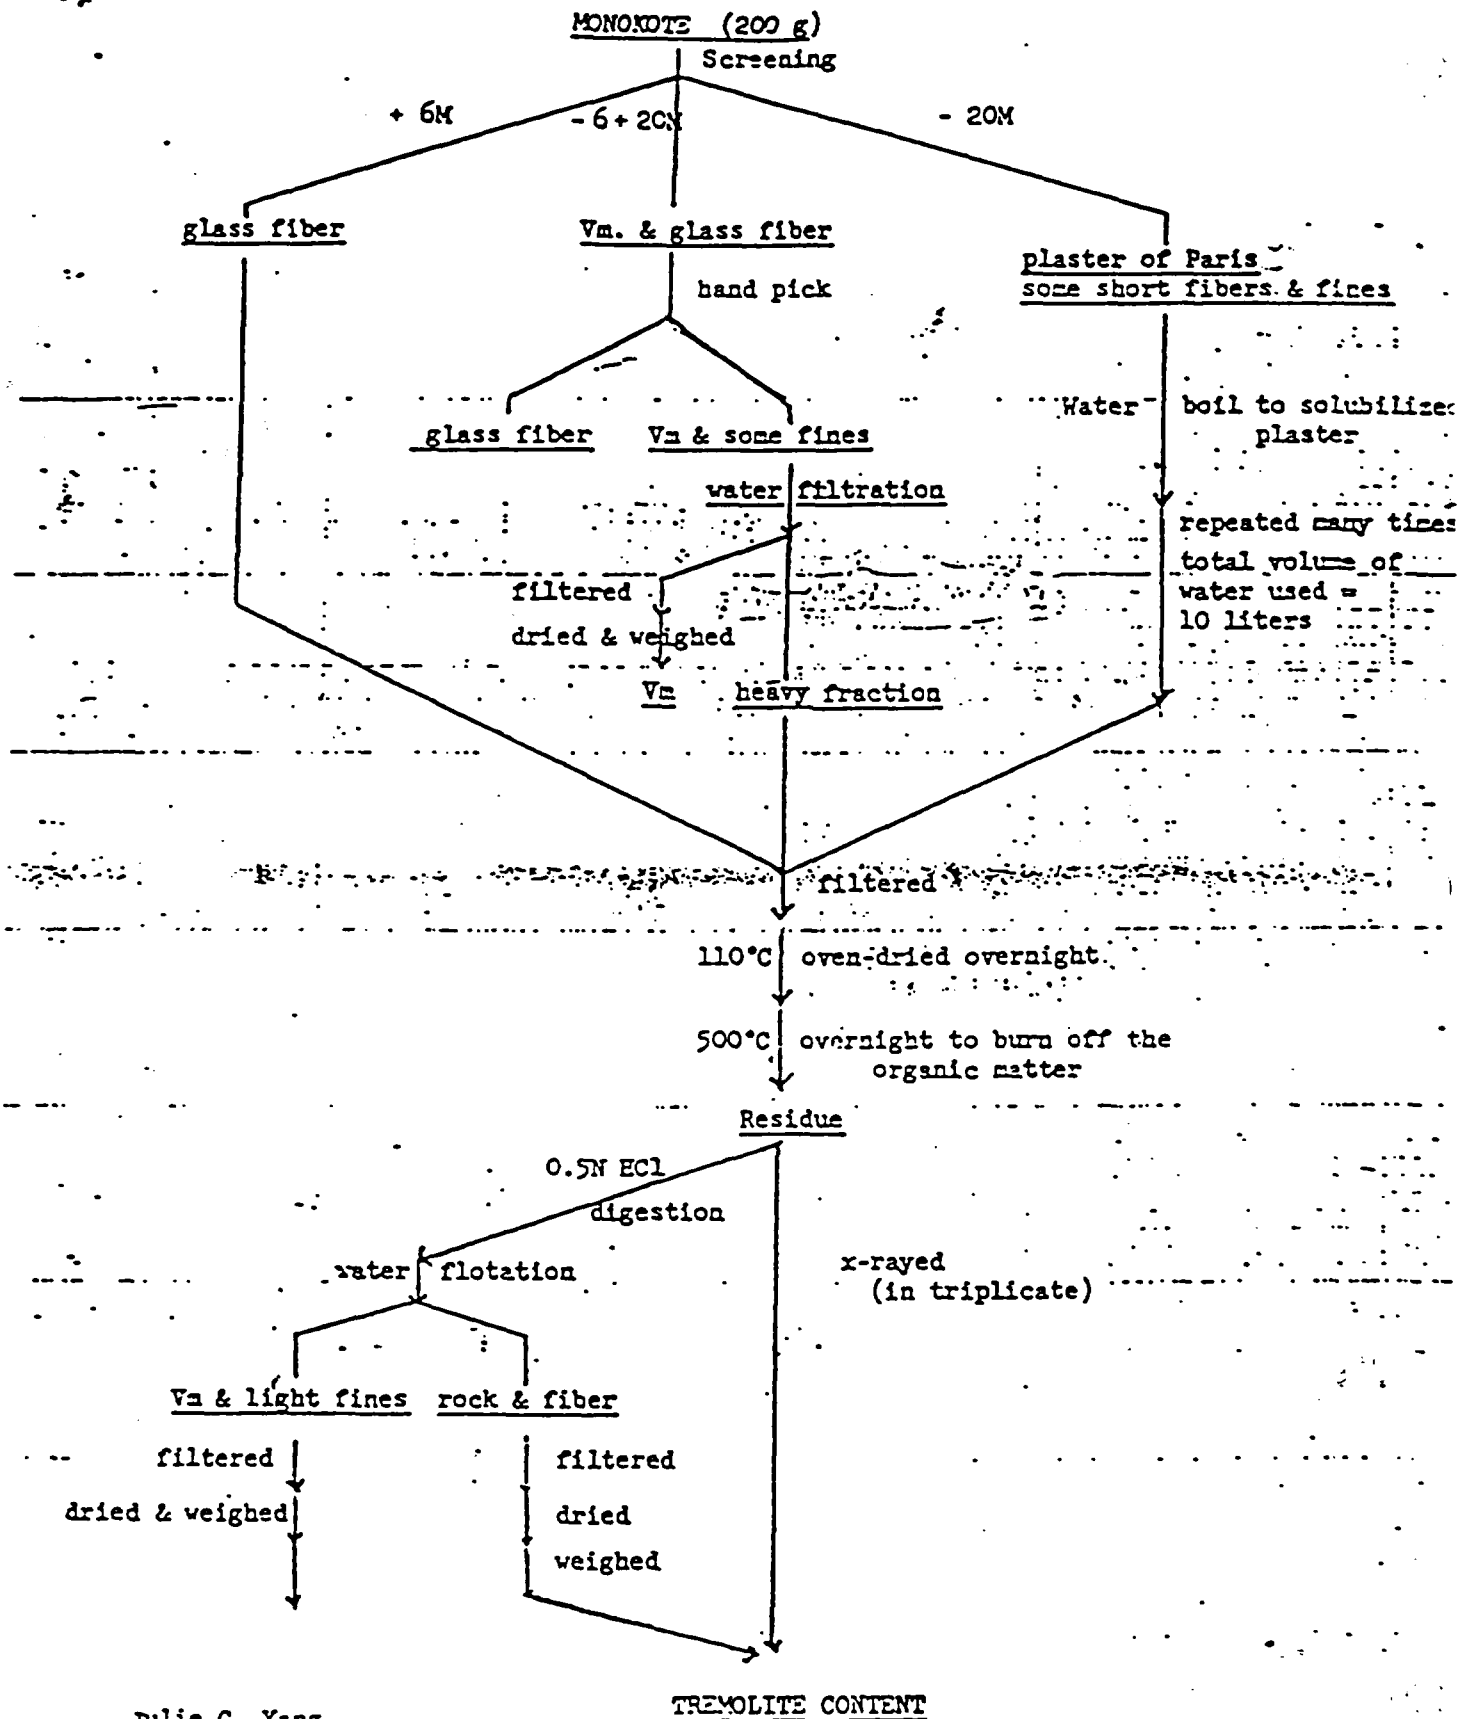 MONOKOTE (200 g)
Screening
+ 6M
- 6 + 20M
- 20M
glass fiber
Vm. & glass fiber
plaster of Paris
some short fibers & fines
hand pick
Water
boil to solubilized
plaster
glass fiber
Vm & some fines
water filtration
repeated many times
total volume of
water used =
10 liters
filtered
dried & weighed
Vm
heavy fraction
filtered
110°C
oven-dried overnight.
500°C
overnight to burn off the
organic matter
Residue
0.5N HCl
digestion
water flotation
x-rayed
(in triplicate)
Vm & light fines
rock & fiber
filtered
filtered
dried & weighed
dried
weighed
TREMOLITE CONTENT
Julie C. Yang